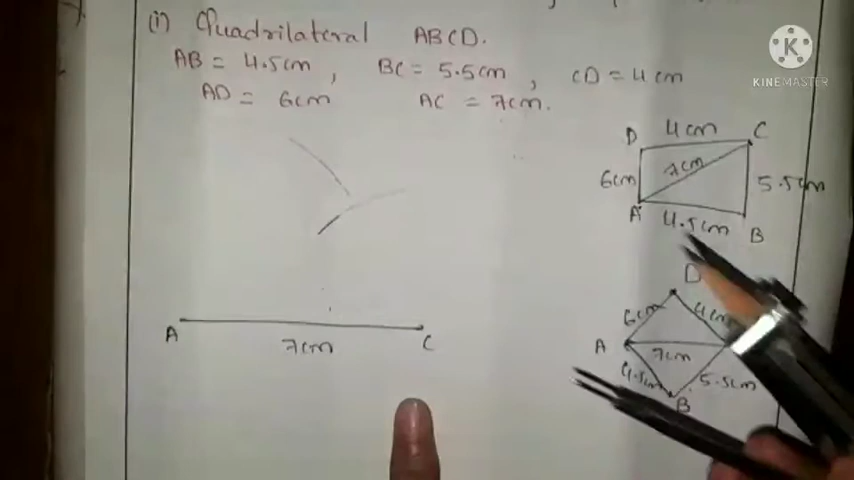 (i) Quadrilateral ABCD.
AB = 4.5cm , BC = 5.5cm , CD = 4cm
AD = 6cm AC = 7cm.
K
KINEMASTER
D 4cm C
6cm 7cm 5.5cm
A 4.5cm B
D
6cm 4cm
A 7cm
4.5cm 5.5cm
B
A 7cm C